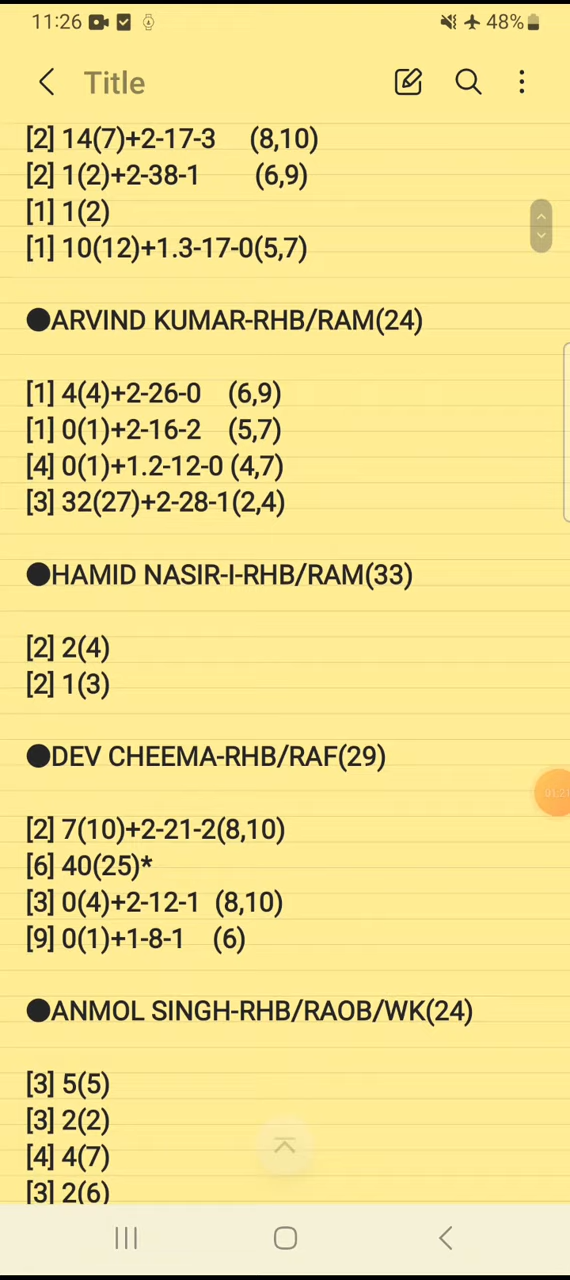 11:26 48%
Title
[2] 14(7)+2-17-3 (8,10)
[2] 1(2)+2-38-1 (6,9)
[1] 1(2)
[1] 10(12)+1.3-17-0(5,7)
●ARVIND KUMAR-RHB/RAM(24)
[1] 4(4)+2-26-0 (6,9)
[1] 0(1)+2-16-2 (5,7)
[4] 0(1)+1.2-12-0 (4,7)
[3] 32(27)+2-28-1(2,4)
●HAMID NASIR-I-RHB/RAM(33)
[2] 2(4)
[2] 1(3)
●DEV CHEEMA-RHB/RAF(29)
[2] 7(10)+2-21-2(8,10)
[6] 40(25)*
[3] 0(4)+2-12-1 (8,10)
[9] 0(1)+1-8-1 (6)
●ANMOL SINGH-RHB/RAOB/WK(24)
[3] 5(5)
[3] 2(2)
[4] 4(7)
[3] 2(6)